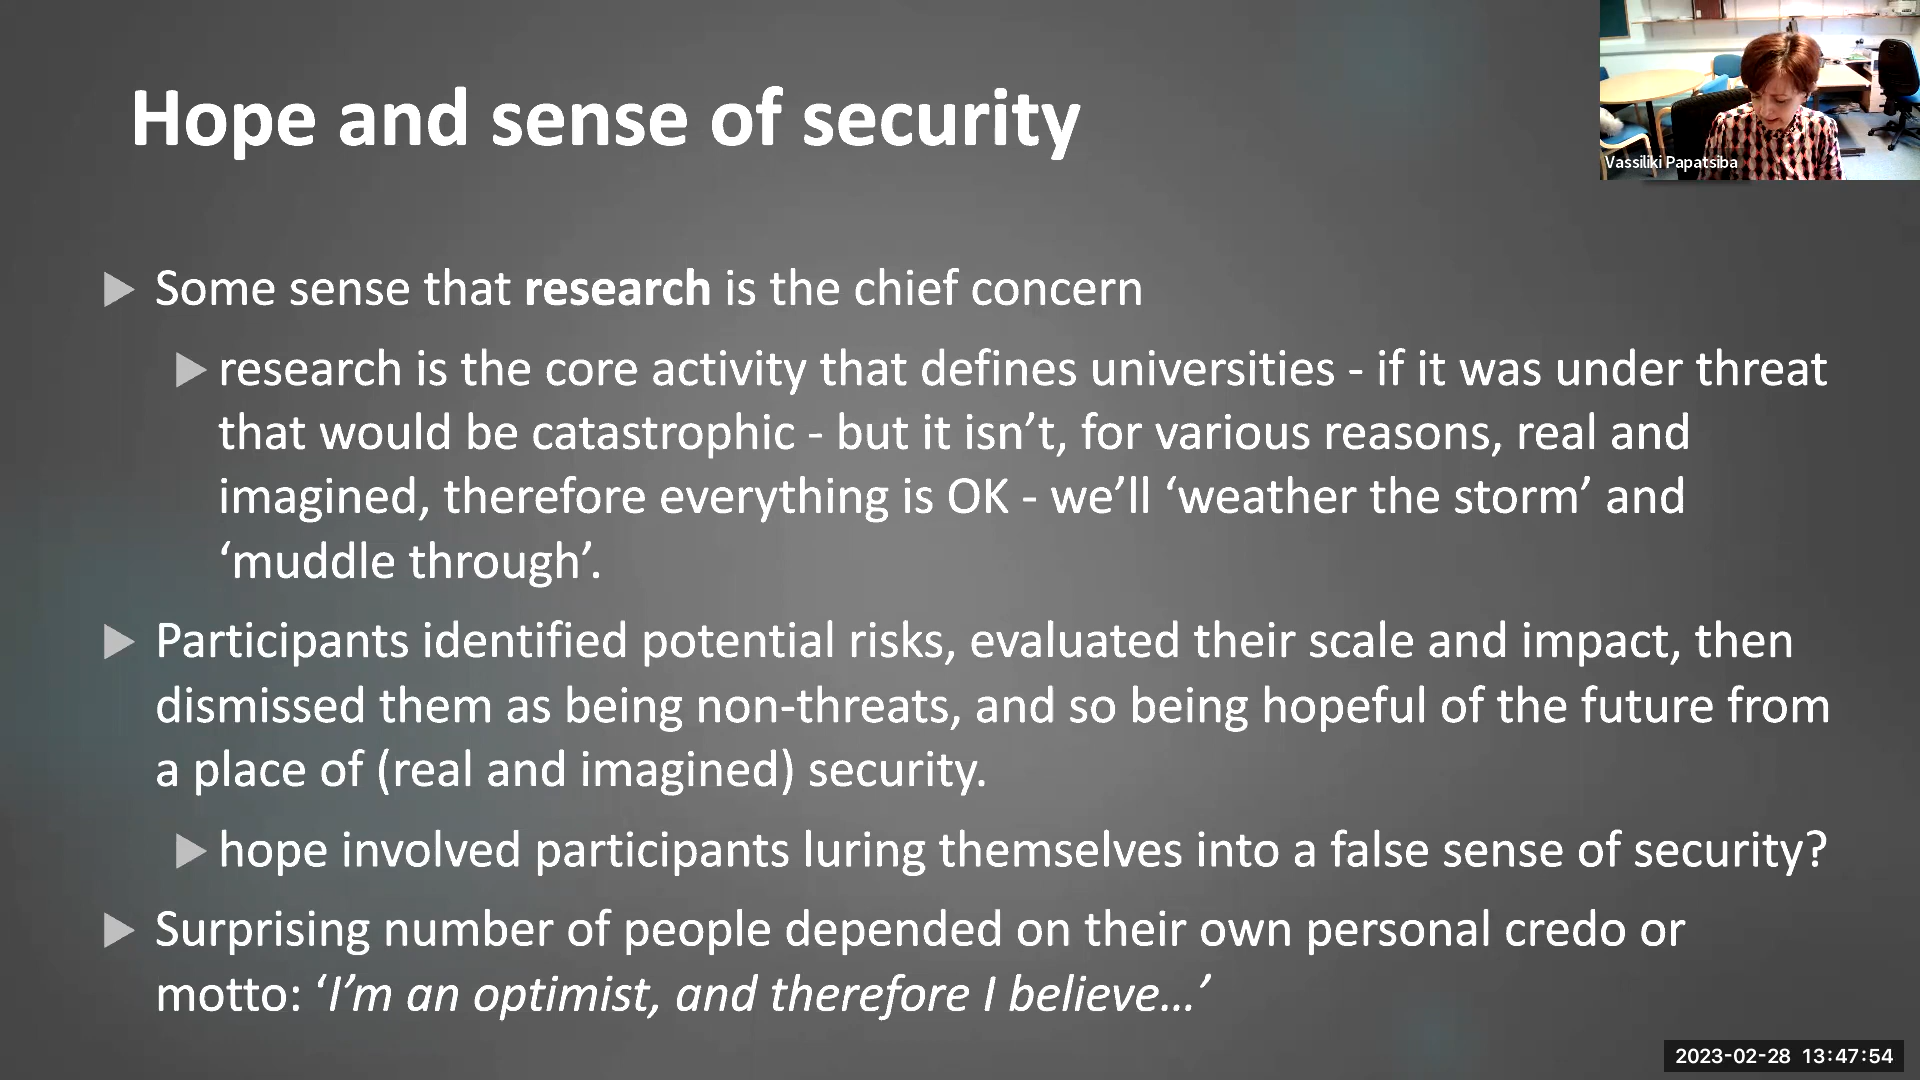 Hope and sense of security
Vassiliki Papatsiba
Some sense that research is the chief concern
research is the core activity that defines universities - if it was under threat
that would be catastrophic - but it isn’t, for various reasons, real and
imagined, therefore everything is OK - we’ll ‘weather the storm’ and
‘muddle through’.
Participants identified potential risks, evaluated their scale and impact, then
dismissed them as being non-threats, and so being hopeful of the future from
a place of (real and imagined) security.
hope involved participants luring themselves into a false sense of security?
Surprising number of people depended on their own personal credo or
motto: ‘I’m an optimist, and therefore I believe…’
2023-02-28 13:47:54